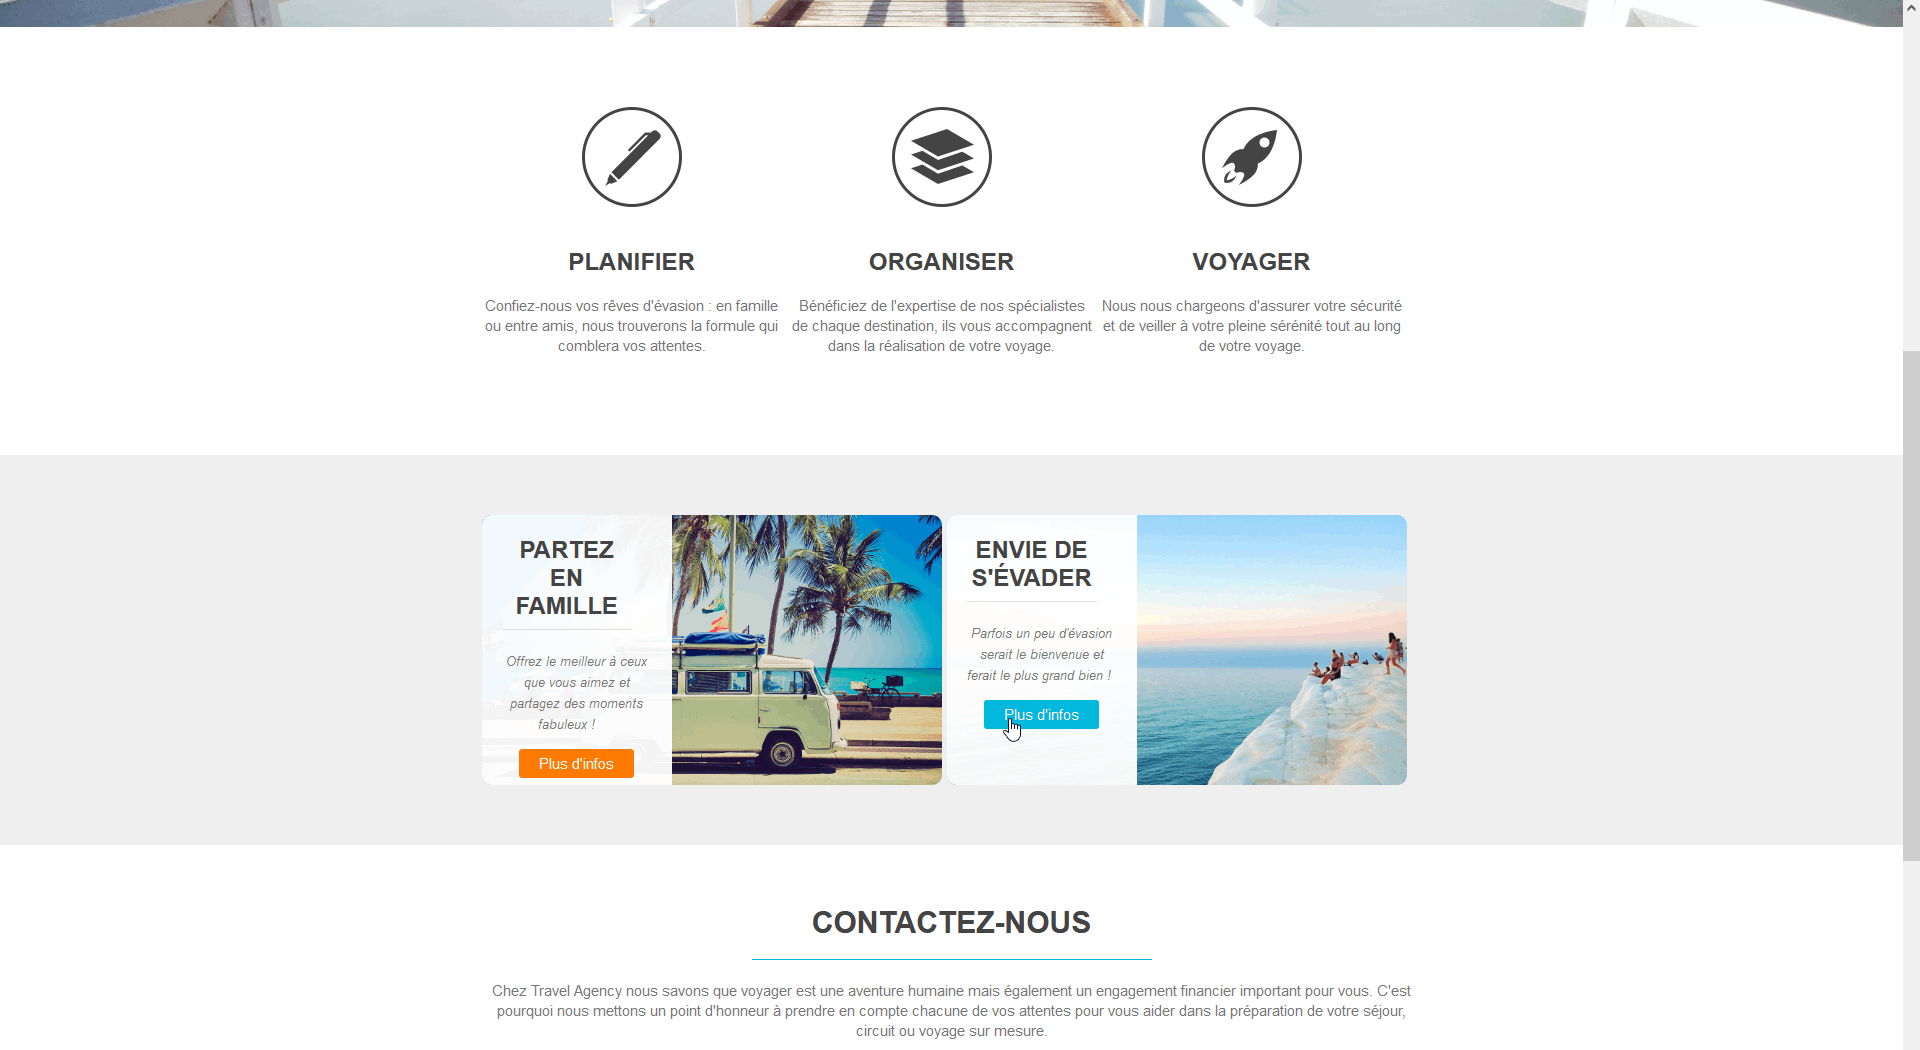 PLANIFIER
Confiez-nous vos rêves d'évasion : en famille
ou entre amis, nous trouverons la formule qui
comblera vos attentes.
ORGANISER
Bénéficiez de l'expertise de nos spécialistes
de chaque destination, ils vous accompagnent
dans la réalisation de votre voyage.
VOYAGER
Nous nous chargeons d'assurer votre sécurité
et de veiller à votre pleine sérénité tout au long
de votre voyage.
PARTEZ
EN
FAMILLE
Offrez le meilleur à ceux
que vous aimez et
partagez des moments
fabuleux !
Plus d'infos
ENVIE DE
S'ÉVADER
Parfois un peu d'évasion
serait le bienvenue et
ferait le plus grand bien !
Plus d'infos
CONTACTEZ-NOUS
Chez Travel Agency nous savons que voyager est une aventure humaine mais également un engagement financier important pour vous. C'est
pourquoi nous mettons un point d'honneur à prendre en compte chacune de vos attentes pour vous aider dans la préparation de votre séjour,
circuit ou voyage sur mesure.